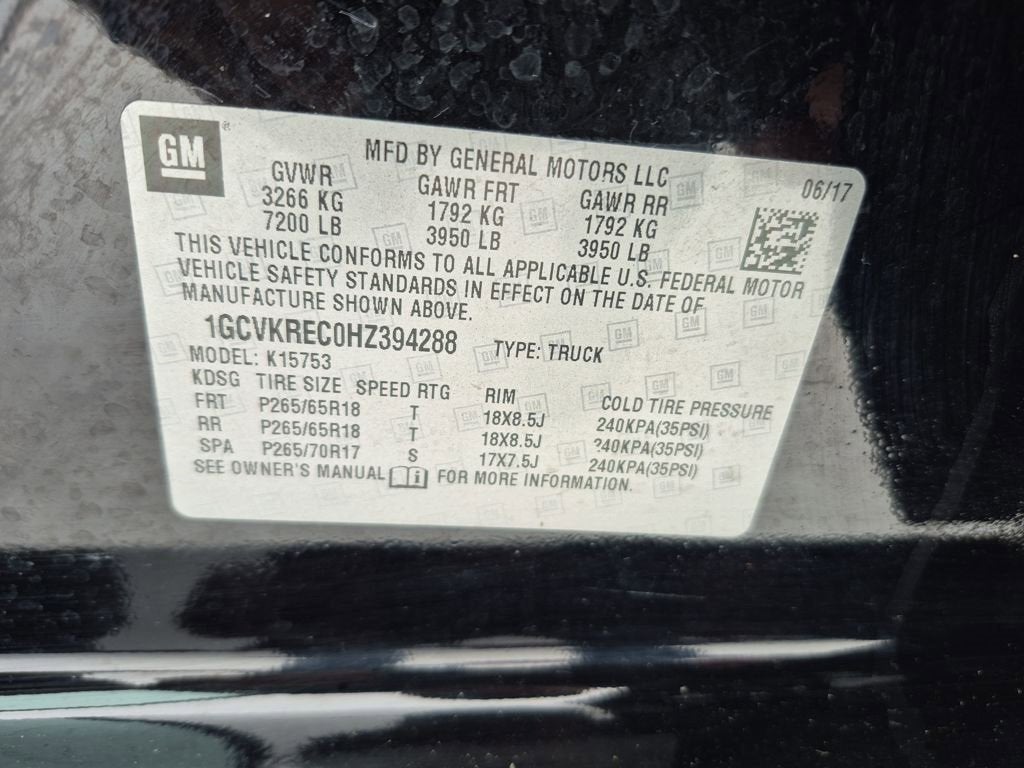 GM
MFD BY GENERAL MOTORS LLC
06/17
GVWR GAWR FRT GAWR RR
3266 KG 1792 KG 1792 KG
7200 LB 3950 LB 3950 LB
THIS VEHICLE CONFORMS TO ALL APPLICABLE U.S. FEDERAL MOTOR
VEHICLE SAFETY STANDARDS IN EFFECT ON THE DATE OF
MANUFACTURE SHOWN ABOVE.
1GCVKREC0HZ394288 TYPE: TRUCK
MODEL: K15753
KDSG TIRE SIZE SPEED RTG RIM COLD TIRE PRESSURE
FRT P265/65R18 T 18X8.5J 240KPA(35PSI)
RR P265/65R18 T 18X8.5J 240KPA(35PSI)
SPA P265/70R17 S 17X7.5J 240KPA(35PSI)
SEE OWNER'S MANUAL i FOR MORE INFORMATION.